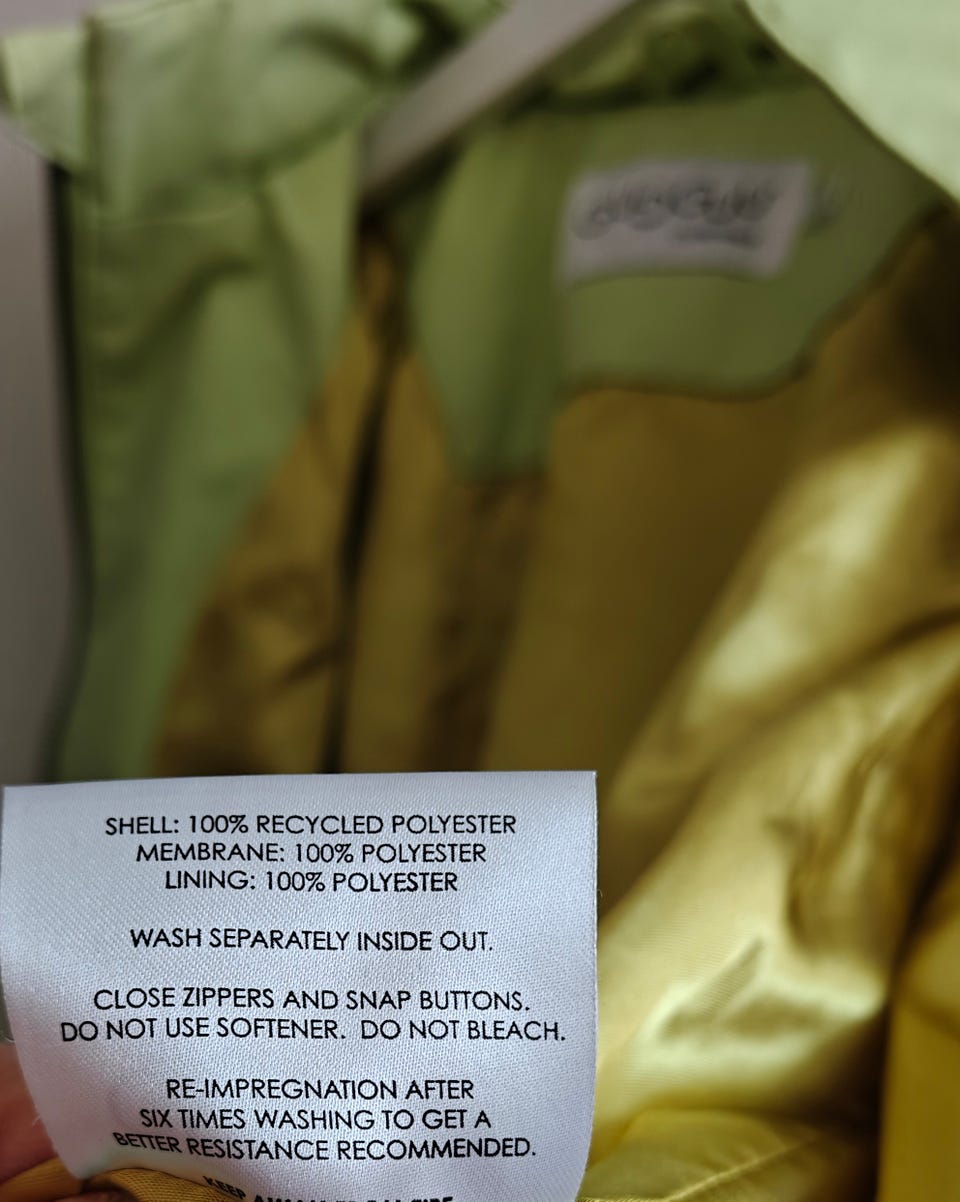 SHELL: 100% RECYCLED POLYESTER
MEMBRANE: 100% POLYESTER
LINING: 100% POLYESTER
WASH SEPARATELY INSIDE OUT.
CLOSE ZIPPERS AND SNAP BUTTONS.
DO NOT USE SOFTENER. DO NOT BLEACH.
RE-IMPREGNATION AFTER
SIX TIMES WASHING TO GET A
BETTER RESISTANCE RECOMMENDED.
KEEP